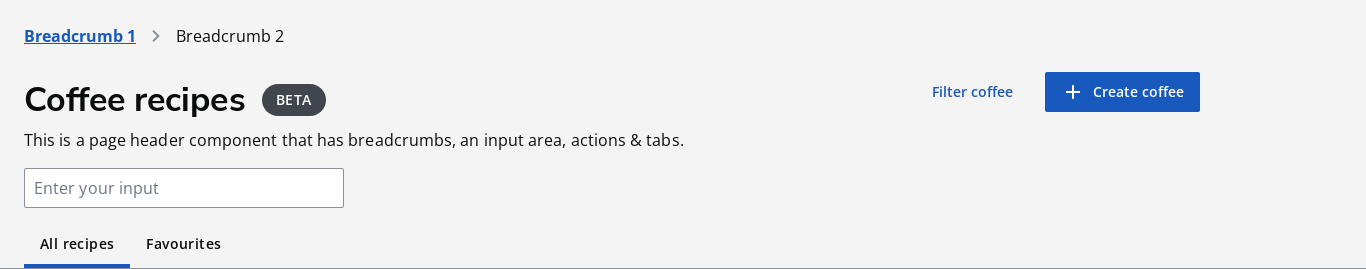 Breadcrumb 1 Breadcrumb 2
Coffee recipes BETA
Filter coffee Create coffee
This is a page header component that has breadcrumbs, an input area, actions & tabs.
Enter your input
All recipes Favourites